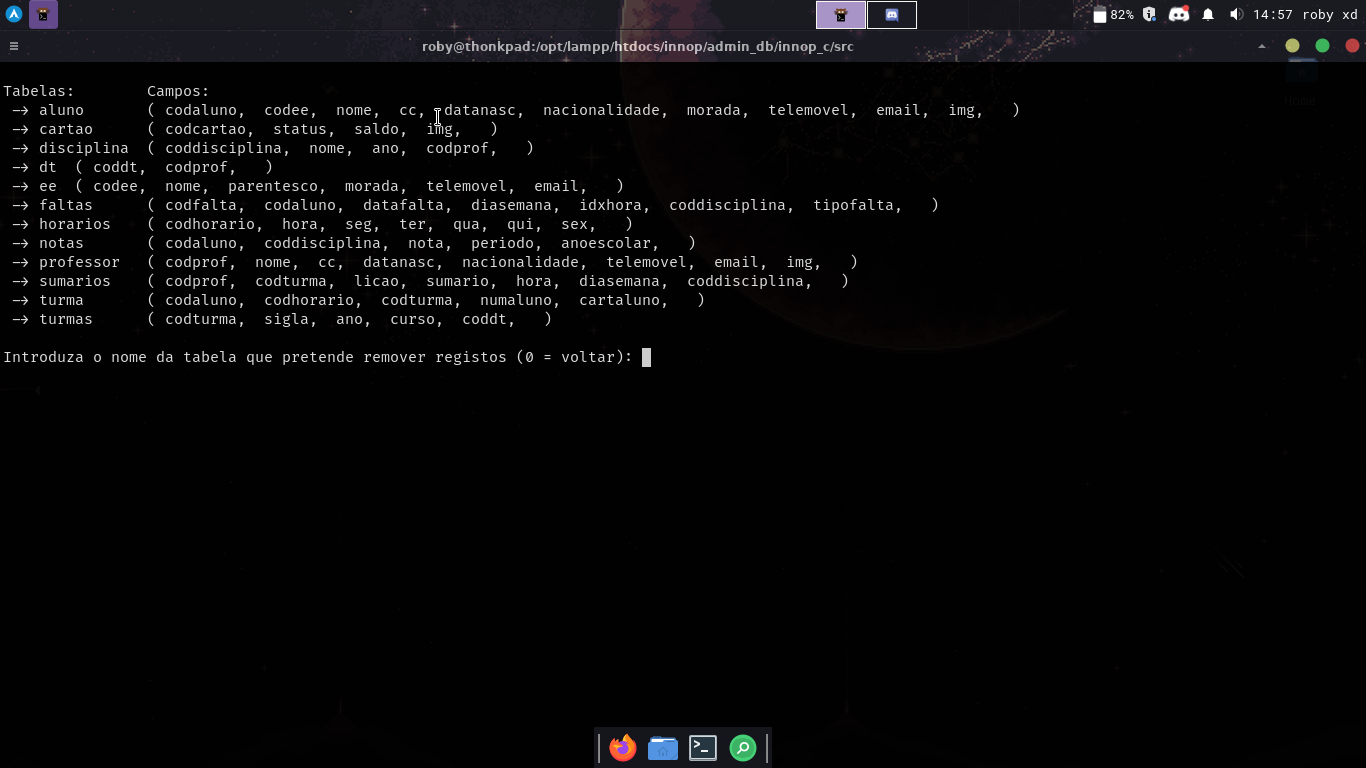 82% 14:57 roby xd
roby@thonkpad:/opt/lampp/htdocs/innop/admin_db/innop_c/src
Tabelas: Campos:
—> aluno ( codaluno, codee, nome, cc, datanasc, nacionalidade, morada, telemovel, email, img, )
—> cartao ( codcartao, status, saldo, img, )
—> disciplina ( coddisciplina, nome, ano, codprof, )
—> dt ( coddt, codprof, )
—> ee ( codee, nome, parentesco, morada, telemovel, email, )
—> faltas ( codfalta, codaluno, datafalta, diasemana, idxhora, coddisciplina, tipofalta, )
—> horarios ( codhorario, hora, seg, ter, qua, qui, sex, )
—> notas ( codaluno, coddisciplina, nota, periodo, anoescolar, )
—> professor ( codprof, nome, cc, datanasc, nacionalidade, telemovel, email, img, )
—> sumarios ( codprof, codturma, licao, sumario, hora, diasemana, coddisciplina, )
—> turma ( codaluno, codhorario, codturma, numaluno, cartaluno, )
—> turmas ( codturma, sigla, ano, curso, coddt, )
Introduza o nome da tabela que pretende remover registos (0 = voltar):
Home